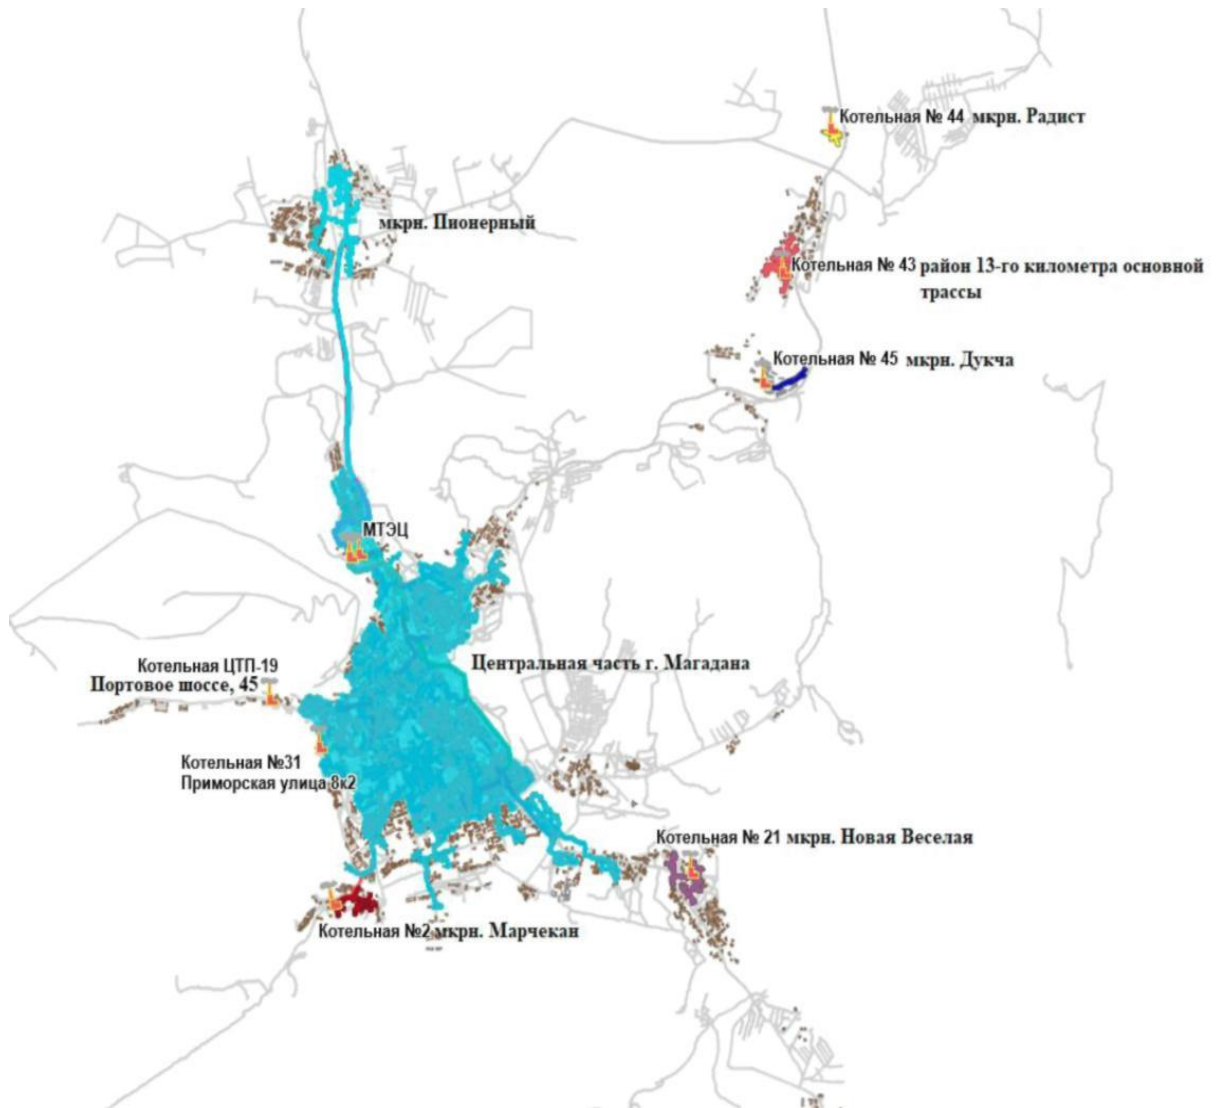 Котельная № 44 мкрн. Радист
мкрн. Пионерный
Котельная № 43 район 13-го километра основной
трассы
Котельная № 45 мкрн. Дукча
МТЭЦ
Котельная ЦТП-19
Портовое шоссе, 45
Центральная часть г. Магадана
Котельная №31
Приморская улица 8к2
Котельная № 21 мкрн. Новая Веселая
Котельная №2 мкрн. Марчекан